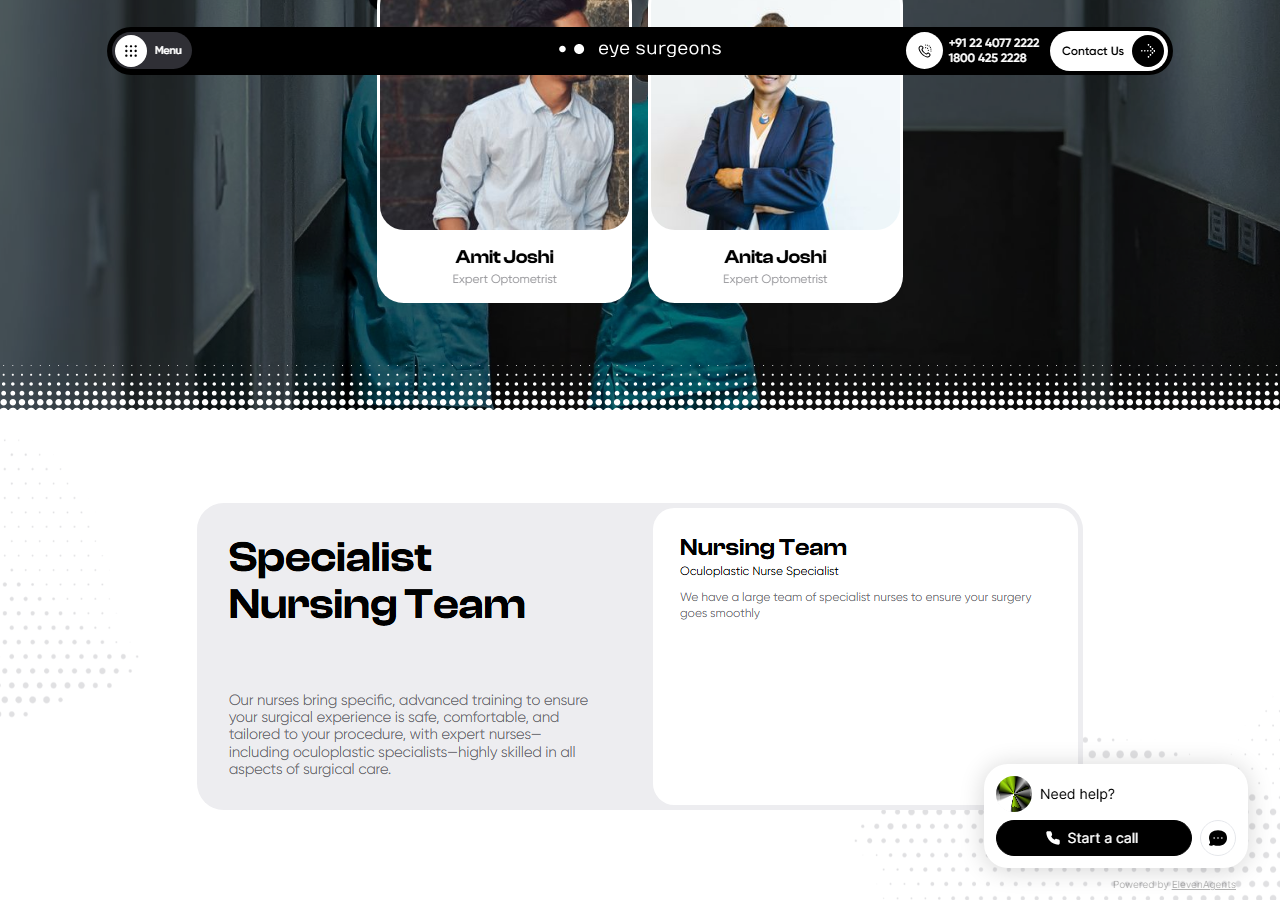 Menu
eye surgeons
+91 22 4077 2222
1800 425 2228
Contact Us
Amit Joshi
Expert Optometrist
Anita Joshi
Expert Optometrist
Specialist
Nursing Team
Our nurses bring specific, advanced training to ensure
your surgical experience is safe, comfortable, and
tailored to your procedure, with expert nurses—
including oculoplastic specialists—highly skilled in all
aspects of surgical care.
Nursing Team
Oculoplastic Nurse Specialist
We have a large team of specialist nurses to ensure your surgery
goes smoothly
Need help?
Start a call
Powered by ElevenAgents